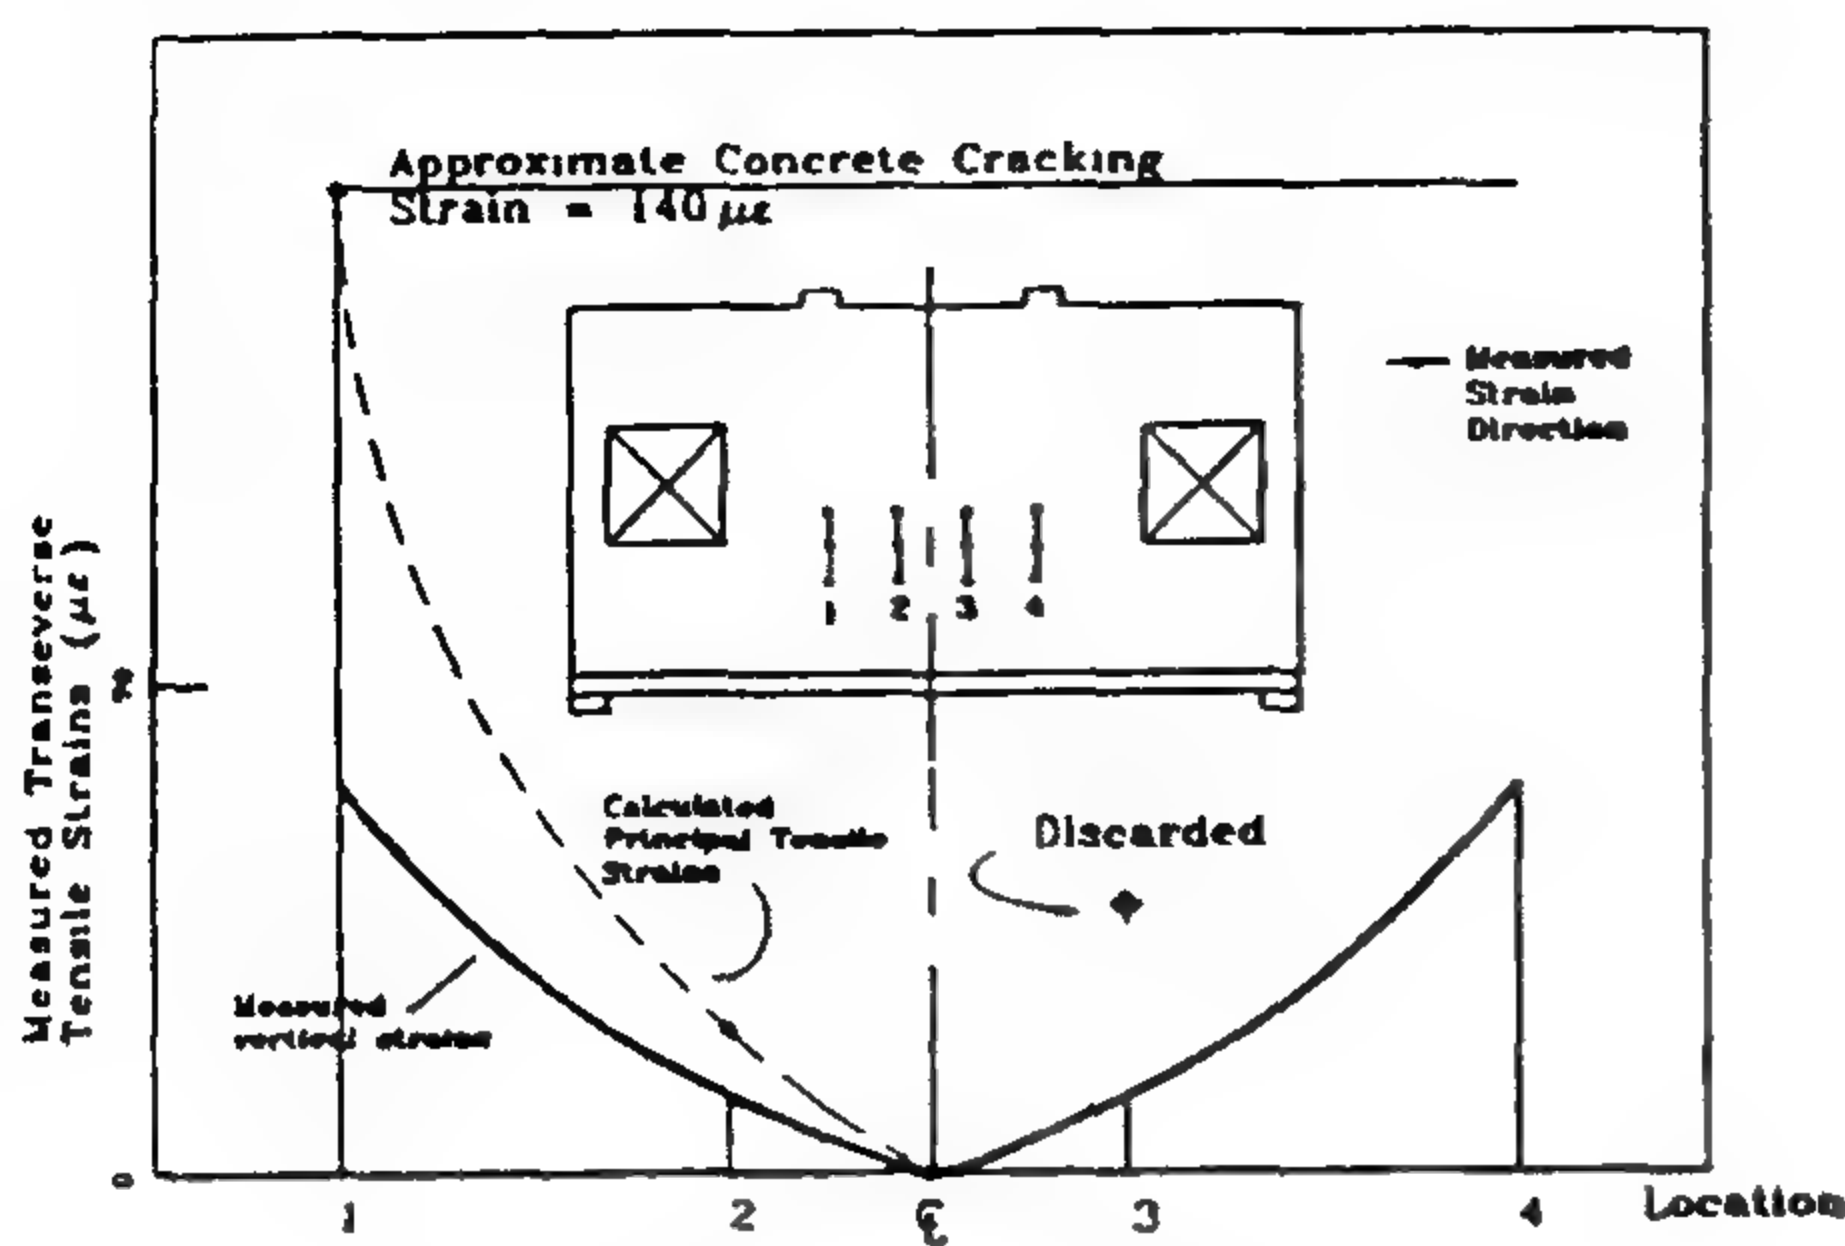 Approximate Concrete Cracking
Strain = 140 με
Measured
Strain
Direction
1 2 3 4
Measured Transverse
Tensile Strains (με)
70
Calculated
Principal Tensile
Strains
Discarded
Measured
vertical strains
0
1 2 ℄ 3 4 Location